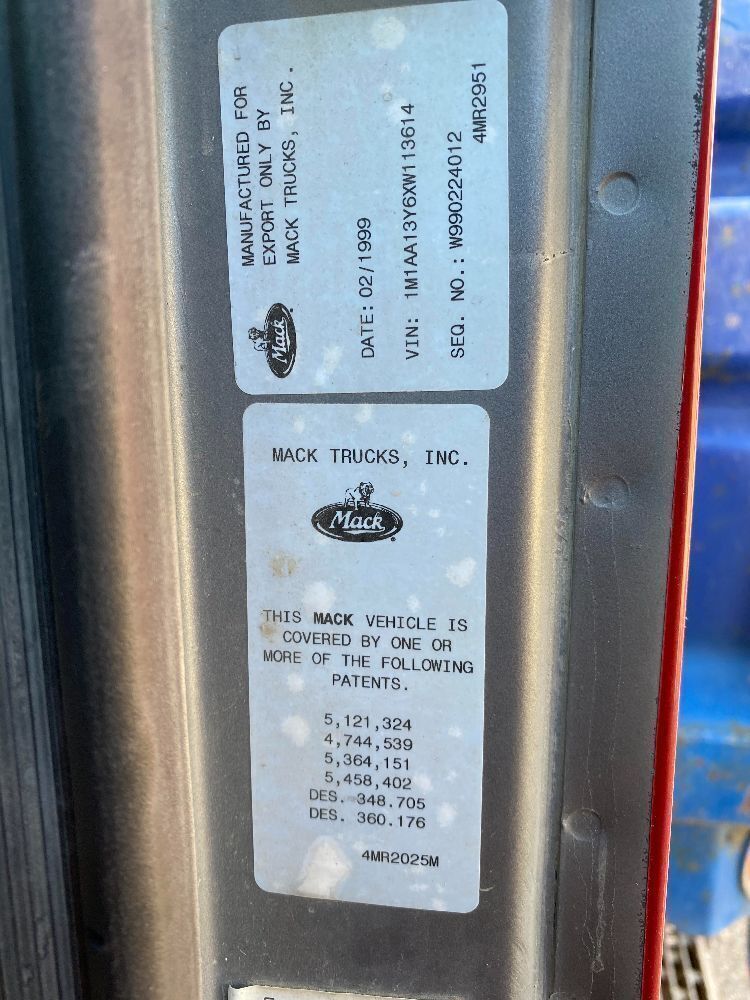 MANUFACTURED FOR
EXPORT ONLY BY
MACK TRUCKS, INC.
Mack
DATE: 02/1999
VIN: 1M1AA13Y6XW113614
SEQ. NO.: W990224012
4MR2951
MACK TRUCKS, INC.
Mack
THIS MACK VEHICLE IS
COVERED BY ONE OR
MORE OF THE FOLLOWING
PATENTS.
5,121,324
4,744,539
5,364,151
5,458,402
DES. 348.705
DES. 360.176
4MR2025M